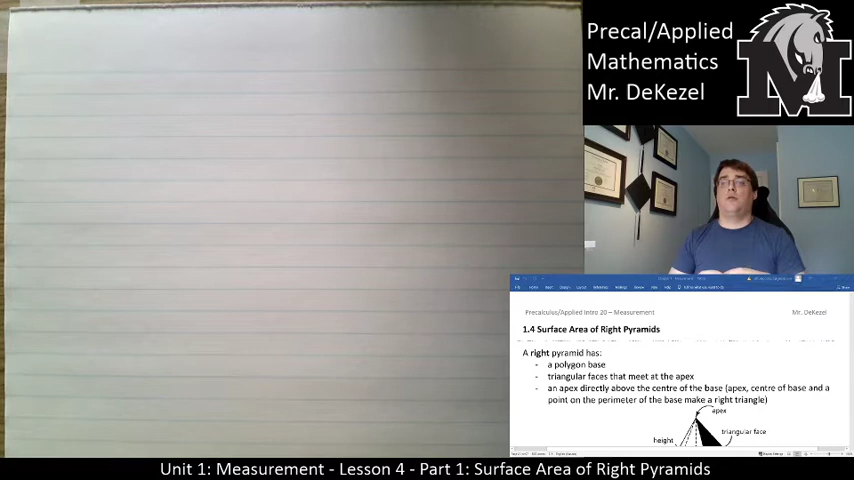 Precal/Applied
Mathematics
Mr. DeKezel
M
Precalculus/Applied Intro 20 – Measurement Mr. DeKezel
1.4 Surface Area of Right Pyramids
A right pyramid has:
- a polygon base
- triangular faces that meet at the apex
- an apex directly above the centre of the base (apex, centre of base and a
point on the perimeter of the base make a right triangle)
apex
triangular face
height
Unit 1: Measurement - Lesson 4 - Part 1: Surface Area of Right Pyramids